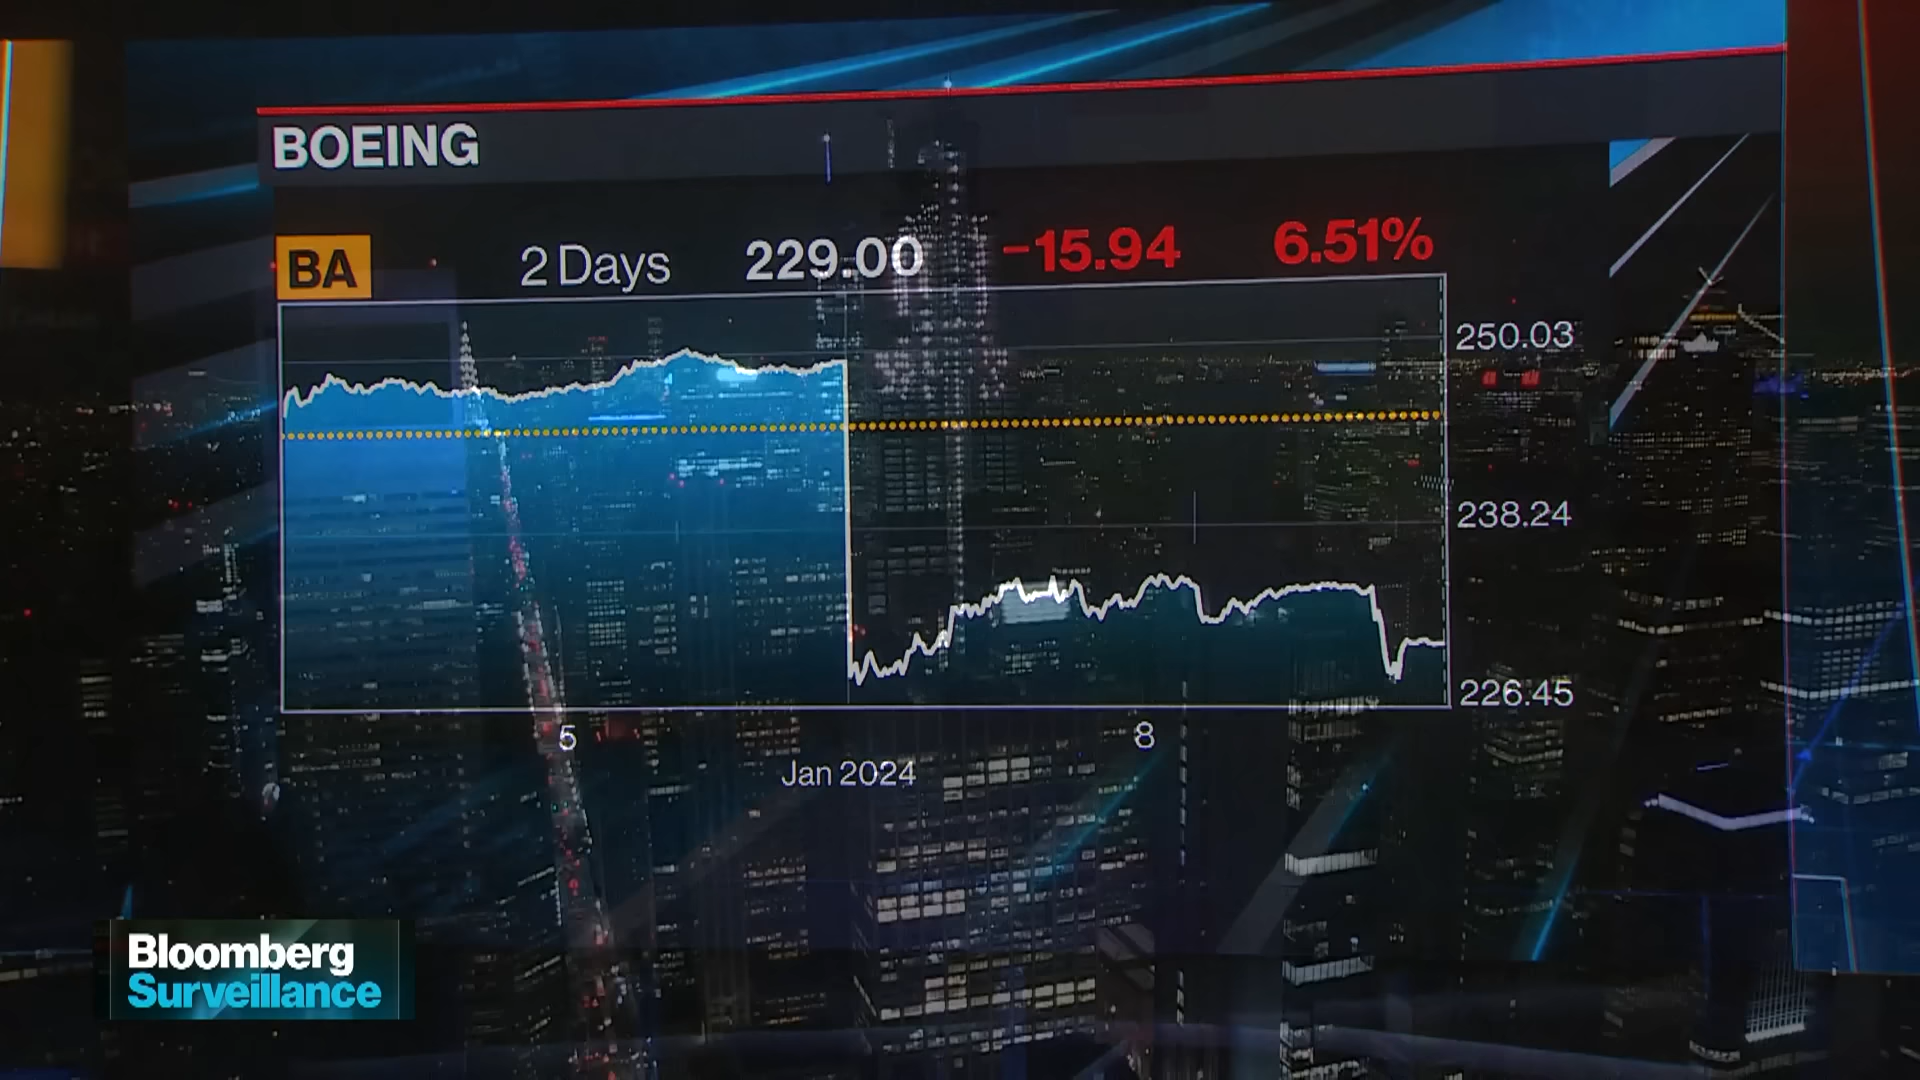 BOEING
BA 2 Days 229.00 -15.94 6.51%
250.03
238.24
226.45
5 8
Jan 2024
Bloomberg
Surveillance